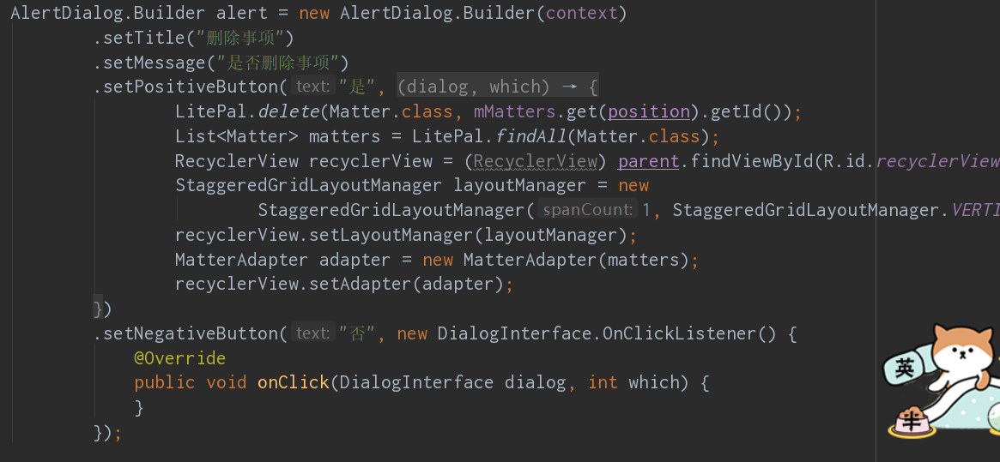 AlertDialog.Builder alert = new AlertDialog.Builder(context)
.setTitle("删除事项")
.setMessage("是否删除事项")
.setPositiveButton( text: "是", (dialog, which) → {
LitePal.delete(Matter.class, mMatters.get(position).getId());
List<Matter> matters = LitePal.findAll(Matter.class);
RecyclerView recyclerView = (RecyclerView) parent.findViewById(R.id.recyclerView
StaggeredGridLayoutManager layoutManager = new
StaggeredGridLayoutManager( spanCount: 1, StaggeredGridLayoutManager.VERTI
recyclerView.setLayoutManager(layoutManager);
MatterAdapter adapter = new MatterAdapter(matters);
recyclerView.setAdapter(adapter);
})
.setNegativeButton( text: "否", new DialogInterface.OnClickListener() {
@Override
public void onClick(DialogInterface dialog, int which) {
}
});
英
半